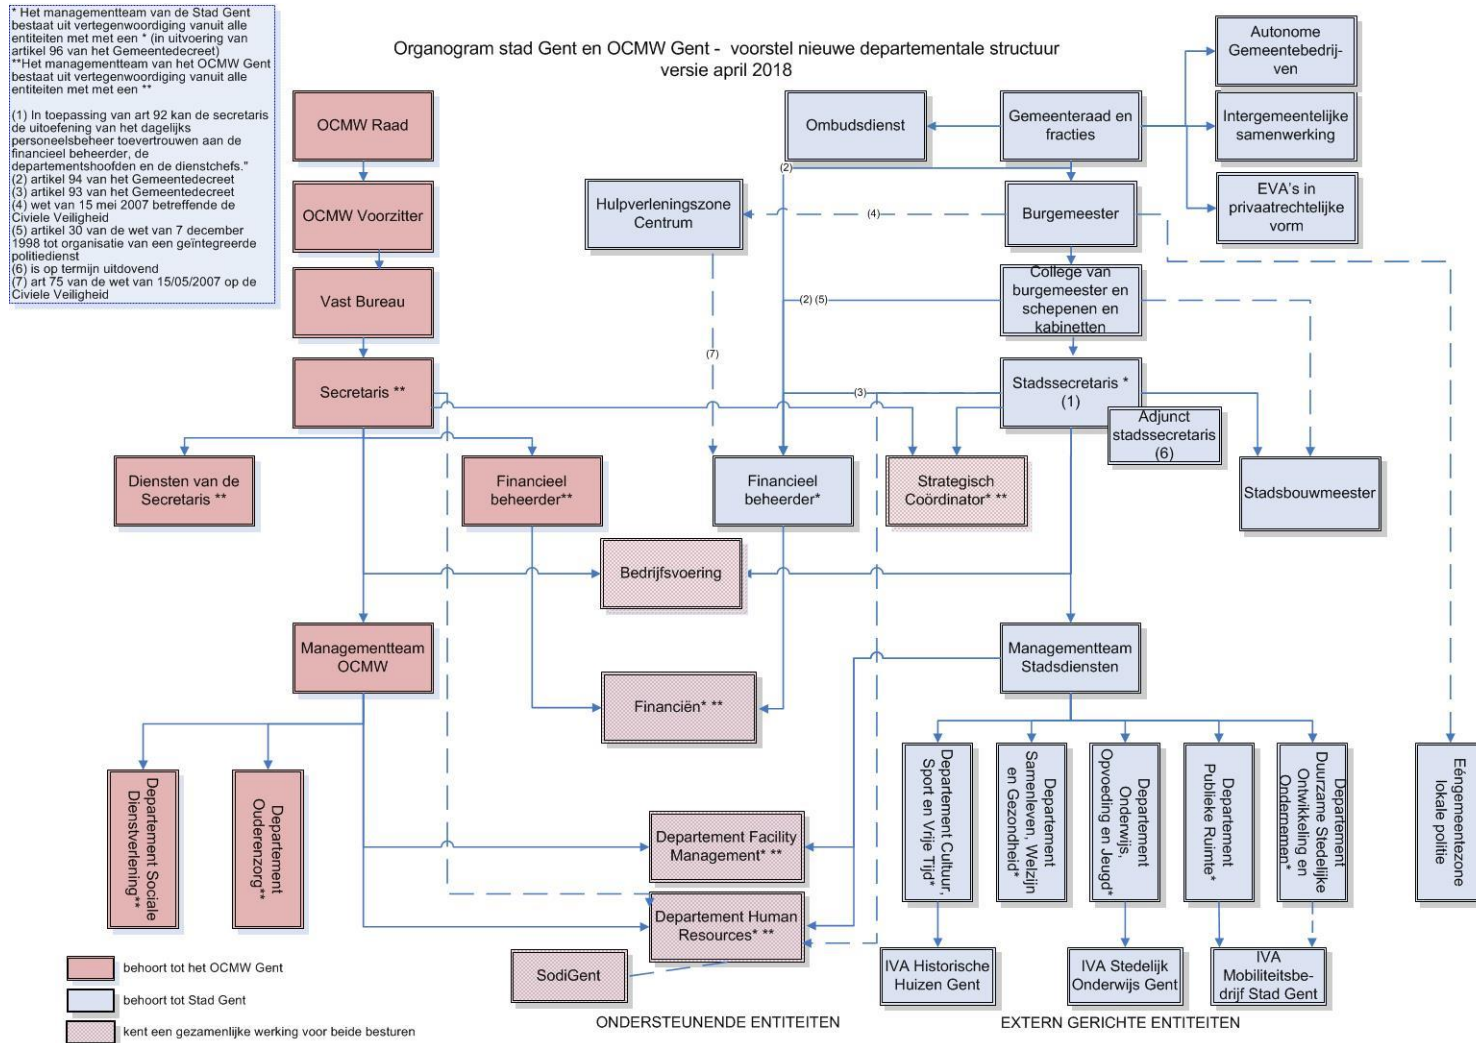 * Het managementteam van de Stad Gent
bestaat uit vertegenwoordiging vanuit alle
entiteiten met met een * (in uitvoering van
artikel 96 van het Gemeentedecreet)
**Het managementteam van het OCMW Gent
bestaat uit vertegenwoordiging vanuit alle
entiteiten met met een **
(1) In toepassing van art 92 kan de secretaris
de uitoefening van het dagelijks
personeelsbeheer toevertrouwen aan de
financieel beheerder, de
departementshoofden en de dienstchefs."
(2) artikel 94 van het Gemeentedecreet
(3) artikel 93 van het Gemeentedecreet
(4) wet van 15 mei 2007 betreffende de
Civiele Veiligheid
(5) artikel 30 van de wet van 7 december
1998 tot organisatie van een geïntegreerde
politiedienst
(6) is op termijn uitdovend
(7) art 75 van de wet van 15/05/2007 op de
Civiele Veiligheid
Organogram stad Gent en OCMW Gent - voorstel nieuwe departementale structuur
versie april 2018
Autonome
Gemeentebedrij-
ven
OCMW Raad
Ombudsdienst
Gemeenteraad en
fracties
Intergemeentelijke
samenwerking
(2)
OCMW Voorzitter
Hulpverleningszone
Centrum
(4)
Burgemeester
EVA's in
privaatrechtelijke
vorm
Vast Bureau
(2) (5)
College van
burgemeester en
schepenen en
kabinetten
(7)
Secretaris **
(3)
Stadssecretaris *
(1)
Adjunct
stadssecretaris
(6)
Diensten van de
Secretaris **
Financieel
beheerder**
Financieel
beheerder*
Strategisch
Coördinator* **
Stadsbouwmeester
Bedrijfsvoering
Managementteam
OCMW
Managementteam
Stadsdiensten
Financiën* **
Departement Sociale
Dienstverlening**
Departement
Ouderenzorg**
Departement Cultuur,
Sport en Vrije Tijd*
Departement
Samenleven, Welzijn
en Gezondheid*
Departement
Onderwijs,
Opvoeding en Jeugd*
Departement
Publieke Ruimte*
Departement
Duurzame Stedelijke
Ontwikkeling en
Ondernemen*
Eéngemeentezone
lokale politie
Departement Facility
Management* **
Departement Human
Resources* **
SodiGent
IVA Historische
Huizen Gent
IVA Stedelijk
Onderwijs Gent
IVA
Mobiliteitsbe-
drijf Stad Gent
behoort tot het OCMW Gent
behoort tot Stad Gent
kent een gezamenlijke werking voor beide besturen
ONDERSTEUNENDE ENTITEITEN
EXTERN GERICHTE ENTITEITEN